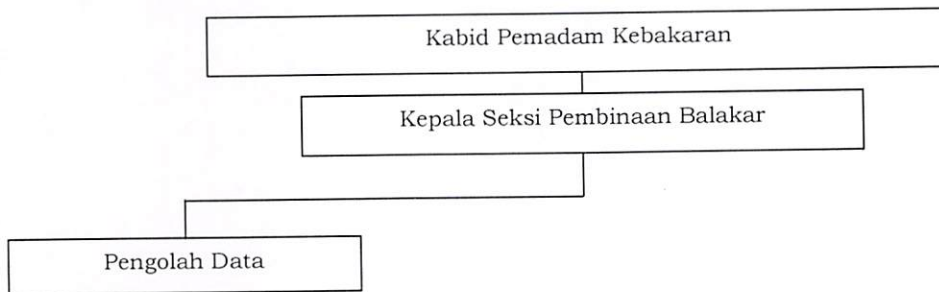 Kabid Pemadam Kebakaran
Kepala Seksi Pembinaan Balakar
Pengolah Data